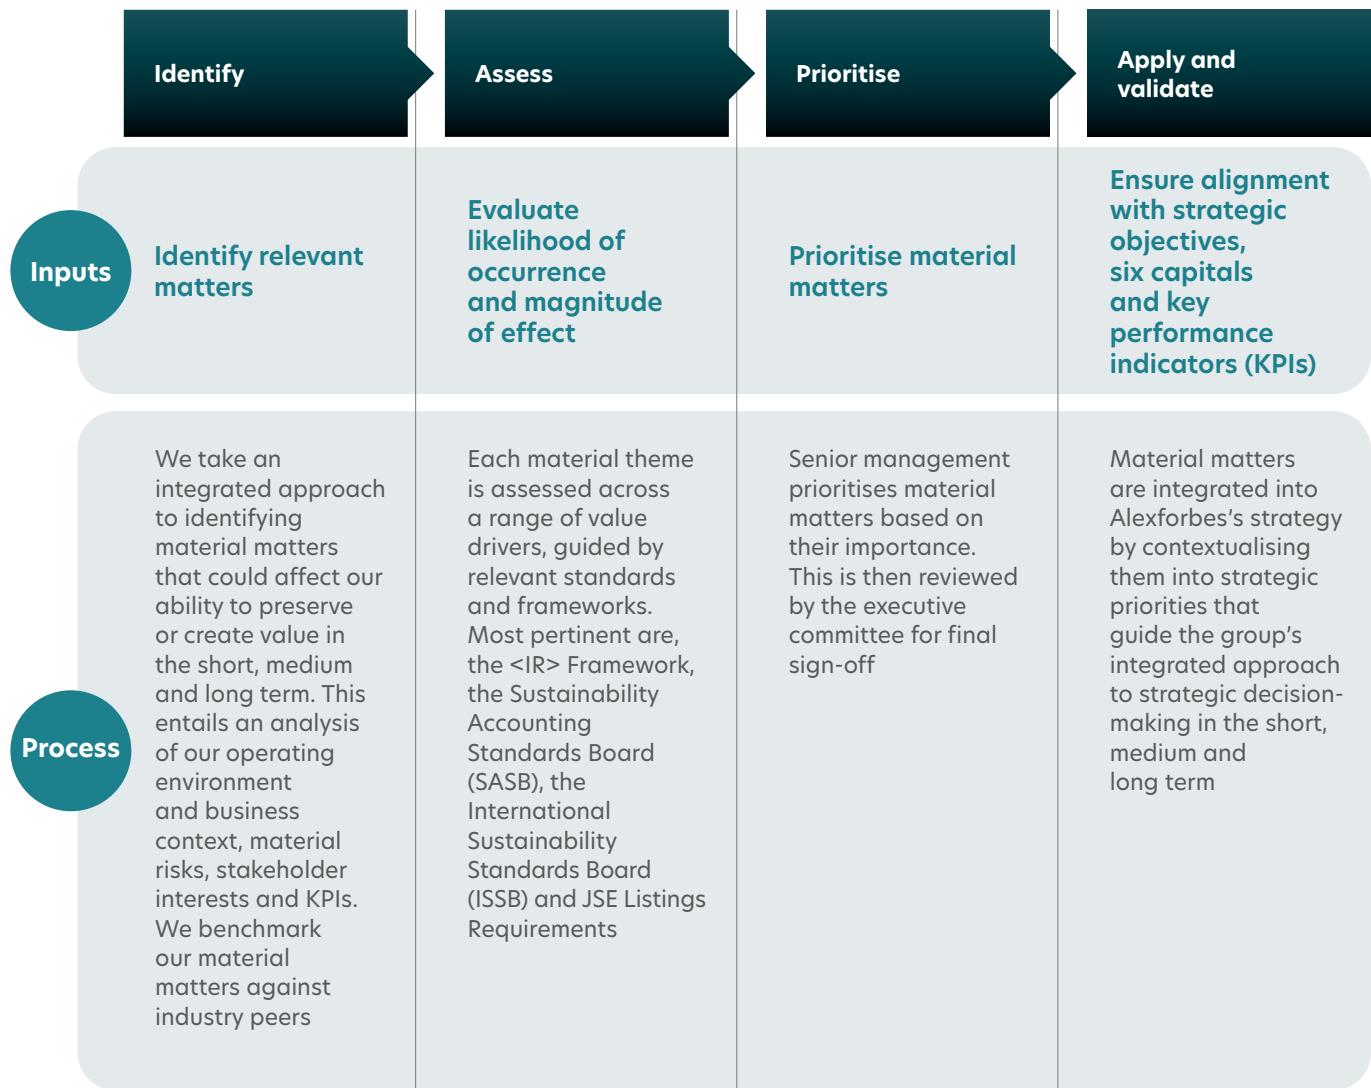 Identify
Assess
Prioritise
Apply and
validate
Inputs
Identify relevant
matters
Evaluate
likelihood of
occurrence
and magnitude
of effect
Prioritise material
matters
Ensure alignment
with strategic
objectives,
six capitals
and key
performance
indicators (KPIs)
Process
We take an
integrated approach
to identifying
material matters
that could affect our
ability to preserve
or create value in
the short, medium
and long term. This
entails an analysis
of our operating
environment
and business
context, material
risks, stakeholder
interests and KPIs.
We benchmark
our material
matters against
industry peers
Each material theme
is assessed across
a range of value
drivers, guided by
relevant standards
and frameworks.
Most pertinent are,
the <IR> Framework,
the Sustainability
Accounting
Standards Board
(SASB), the
International
Sustainability
Standards Board
(ISSB) and JSE Listings
Requirements
Senior management
prioritises material
matters based on
their importance.
This is then reviewed
by the executive
committee for final
sign-off
Material matters
are integrated into
Alexforbes's strategy
by contextualising
them into strategic
priorities that
guide the group's
integrated approach
to strategic decision-
making in the short,
medium and
long term